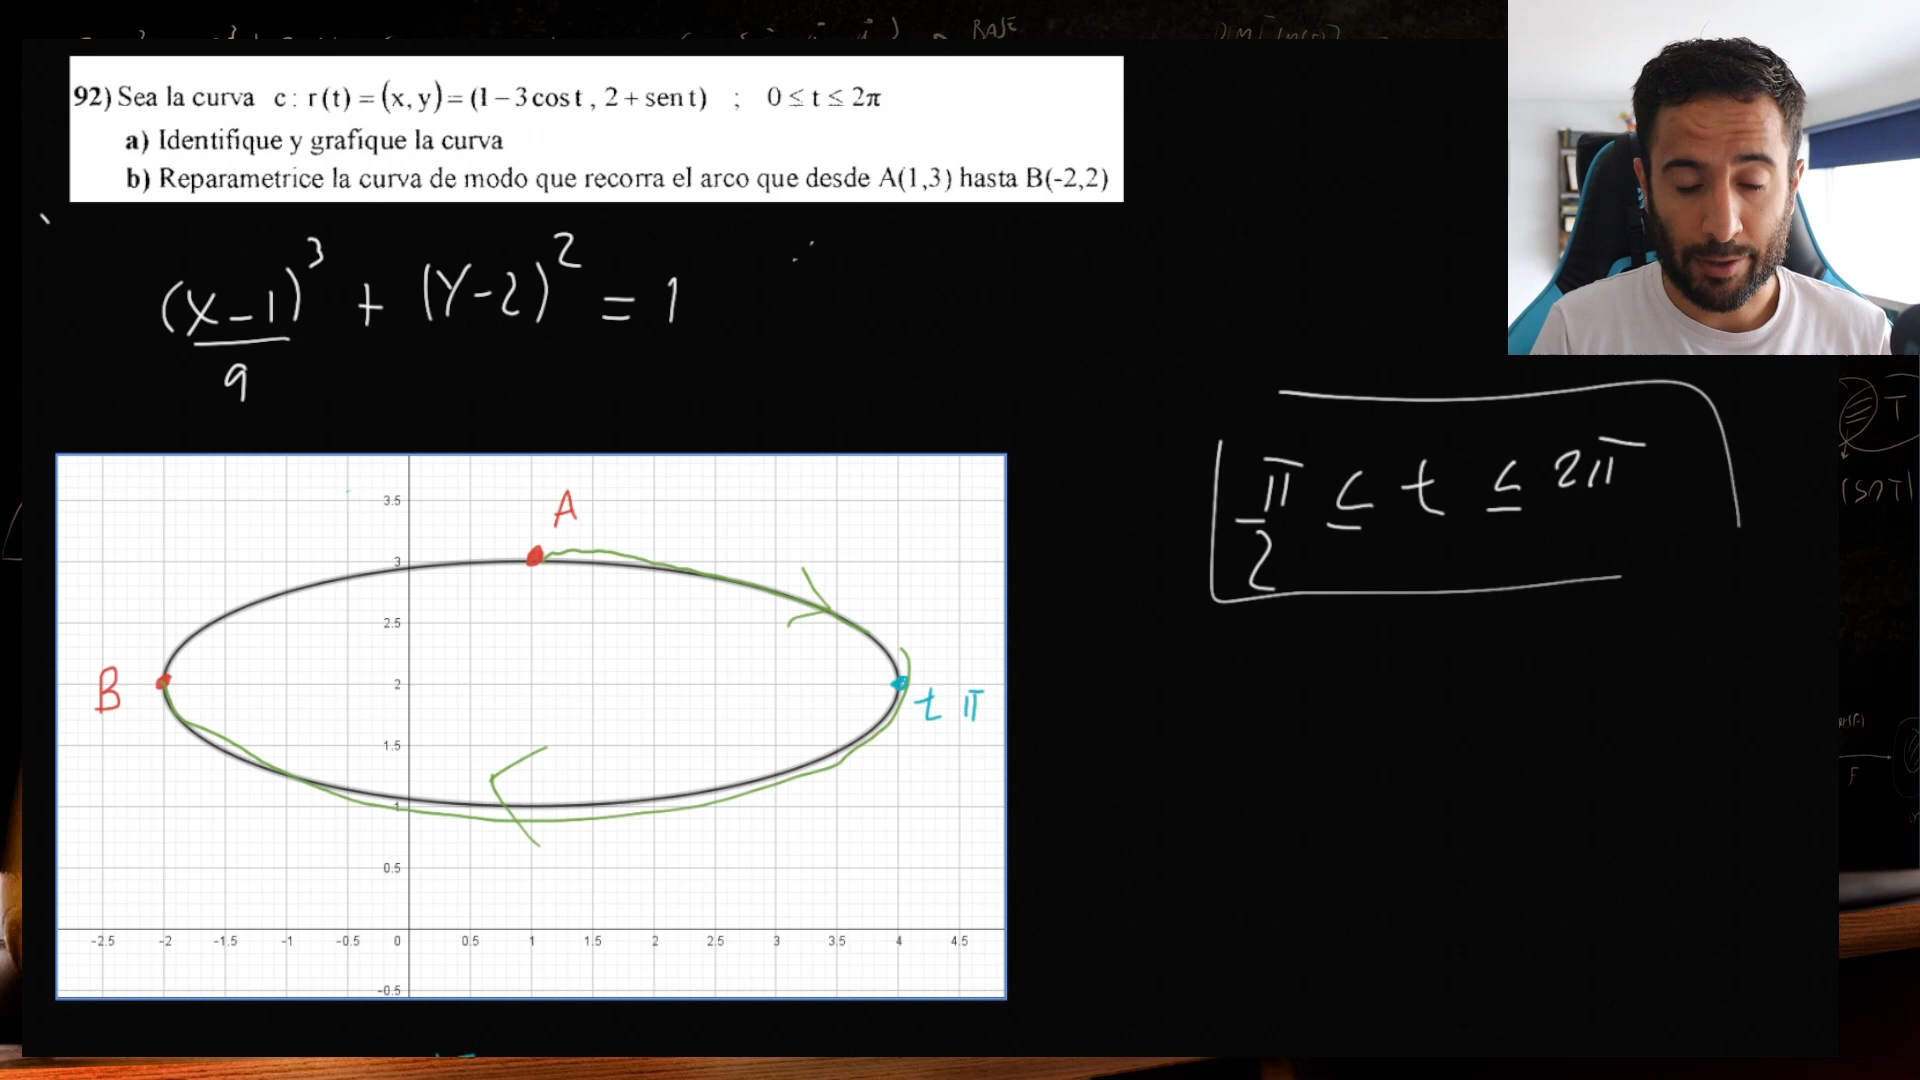 BASE
92) Sea la curva c : r(t) = (x, y) = (1 – 3 cos t , 2 + sen t) ; 0 ≤ t ≤ 2π
a) Identifique y grafique la curva
b) Reparametrice la curva de modo que recorra el arco que desde A(1,3) hasta B(-2,2)
(x-1)³/9 + (y-2)² = 1
π/2 ≤ t ≤ 2π
3.5
A
3
2.5
B
2
t π
1.5
1
0.5
-2.5 -2 -1.5 -1 -0.5 0 0.5 1 1.5 2 2.5 3 3.5 4 4.5
-0.5
T
F